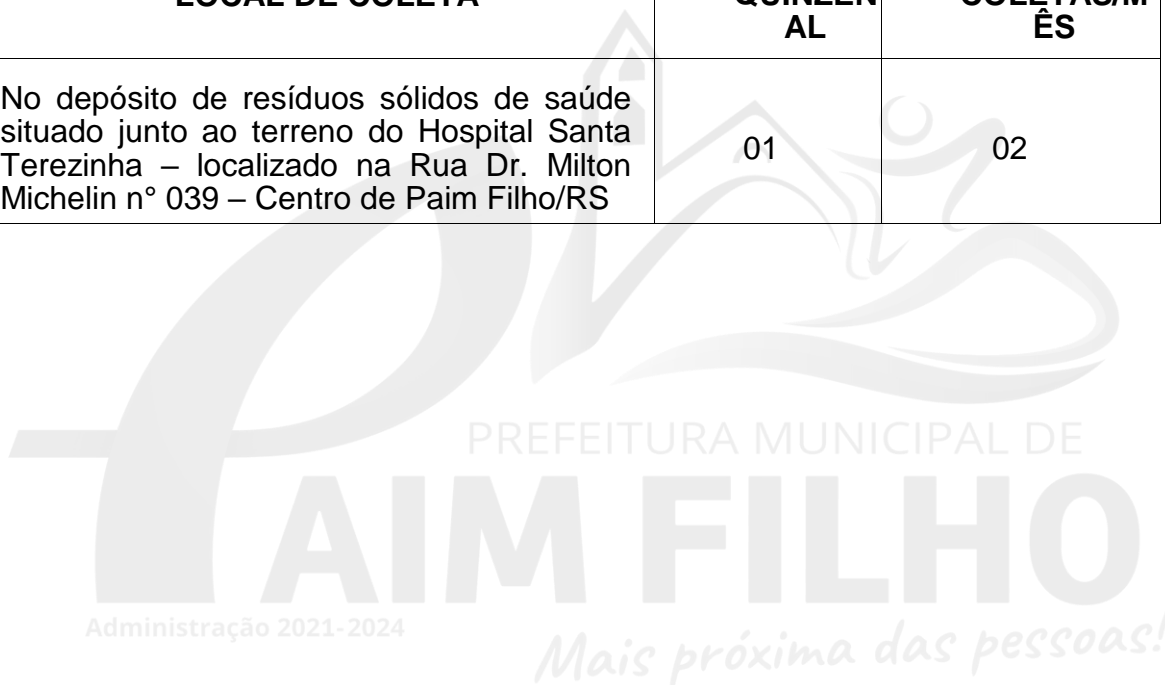 LOCAL DE COLETA
QUINZEN
AL
COLETAS/M
ÊS
No depósito de resíduos sólidos de saúde
situado junto ao terreno do Hospital Santa
Terezinha – localizado na Rua Dr. Milton
Michelin n° 039 – Centro de Paim Filho/RS
01
02
PREFEITURA MUNICIPAL DE
PAIM FILHO
Administração 2021-2024
Mais próxima das pessoas!